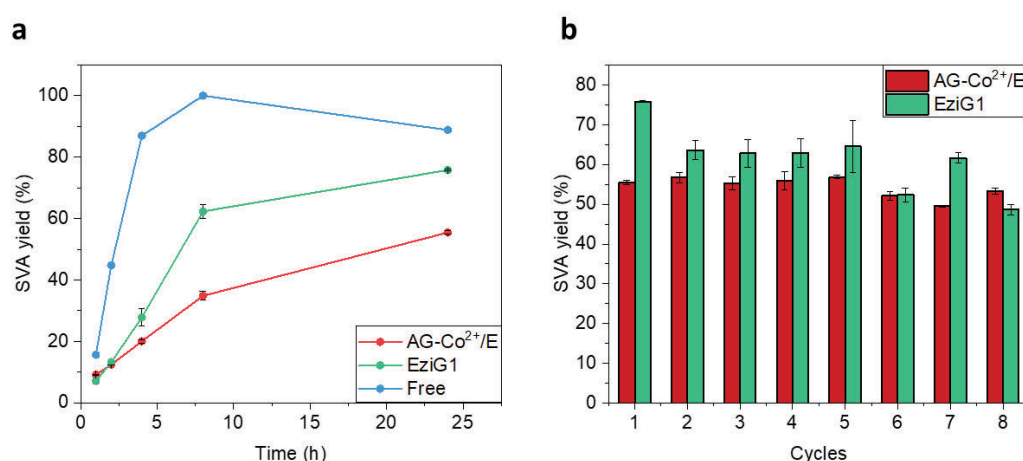 a
SVA yield (%)
100
80
60
40
20
0
0
5
10
15
20
25
Time (h)
AG-Co²⁺/E
EziG1
Free
b
SVA yield (%)
80
70
60
50
40
30
20
10
0
1
2
3
4
5
6
7
8
Cycles
AG-Co²⁺/E
EziG1